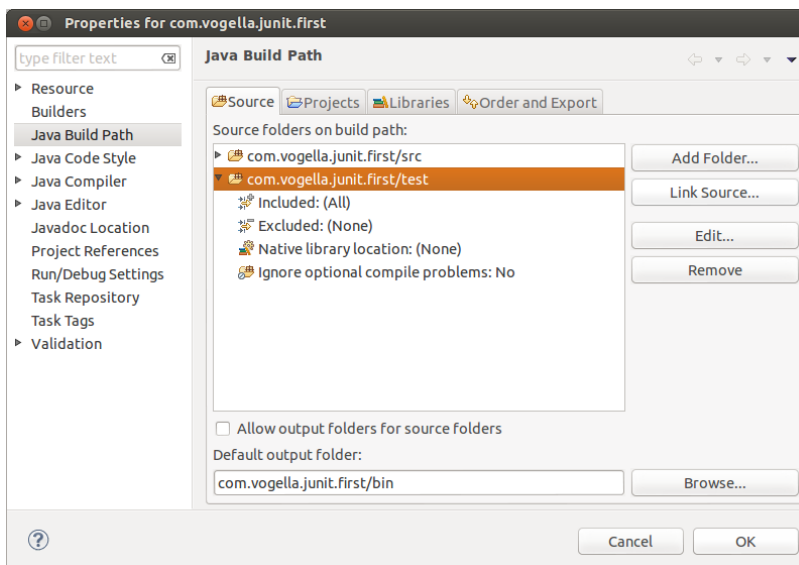 Properties for com.vogella.junit.first
type filter text
Java Build Path
Resource
Builders
Java Build Path
Java Code Style
Java Compiler
Java Editor
Javadoc Location
Project References
Run/Debug Settings
Task Repository
Task Tags
Validation
Source Projects Libraries Order and Export
Source folders on build path:
com.vogella.junit.first/src
com.vogella.junit.first/test
Included: (All)
Excluded: (None)
Native library location: (None)
Ignore optional compile problems: No
Add Folder...
Link Source...
Edit...
Remove
Allow output folders for source folders
Default output folder:
com.vogella.junit.first/bin
Browse...
?
Cancel
OK